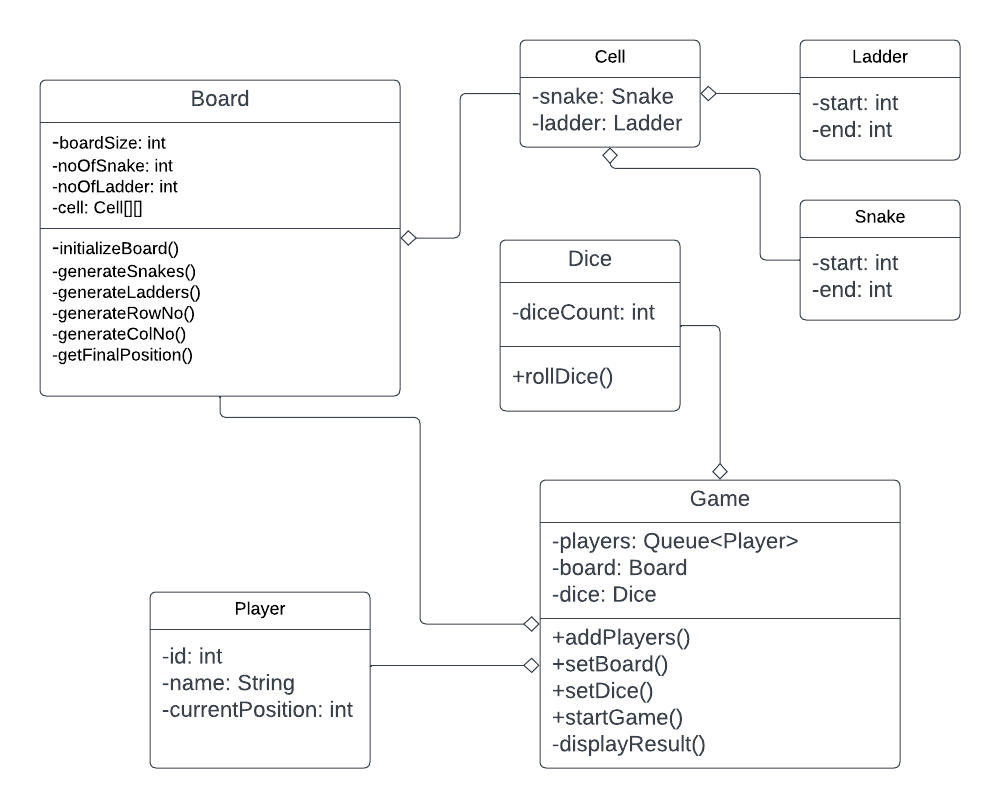 Board
-boardSize: int
-noOfSnake: int
-noOfLadder: int
-cell: Cell[][]
-initializeBoard()
-generateSnakes()
-generateLadders()
-generateRowNo()
-generateColNo()
-getFinalPosition()
Cell
-snake: Snake
-ladder: Ladder
Ladder
-start: int
-end: int
Snake
-start: int
-end: int
Dice
-diceCount: int
+rollDice()
Game
-players: Queue<Player>
-board: Board
-dice: Dice
+addPlayers()
+setBoard()
+setDice()
+startGame()
-displayResult()
Player
-id: int
-name: String
-currentPosition: int